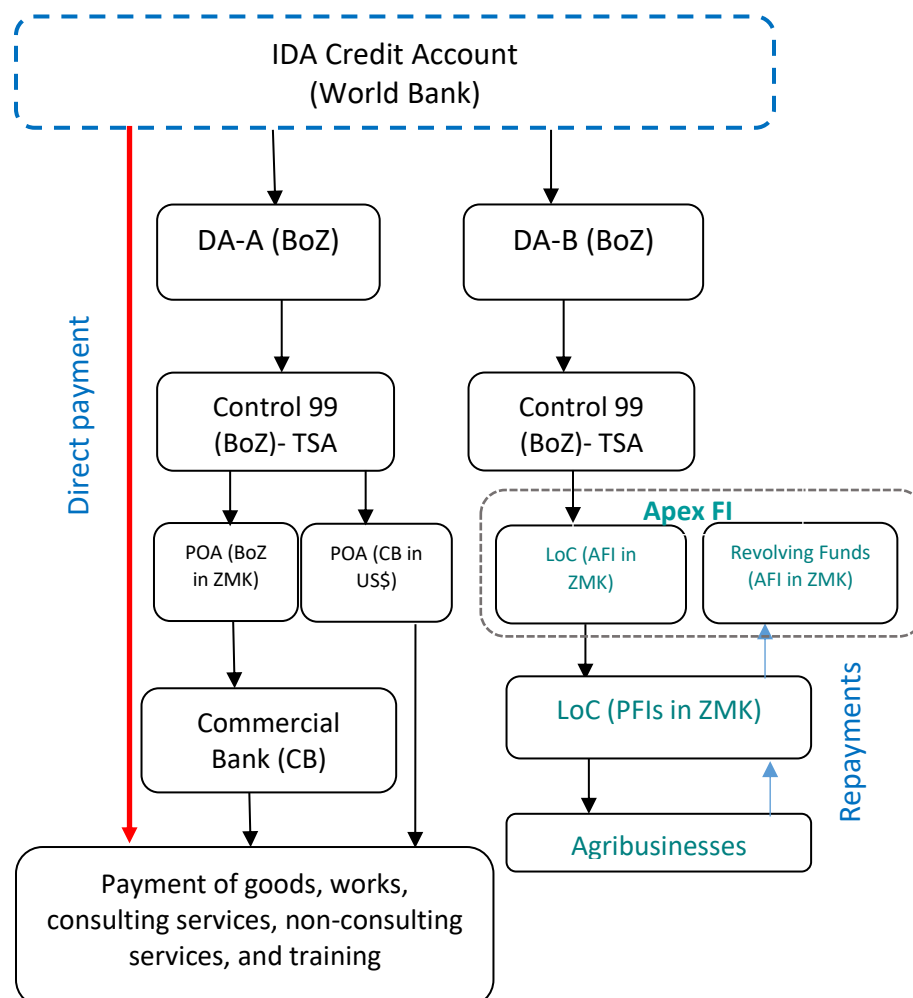 IDA Credit Account
(World Bank)
DA-A (BoZ)
DA-B (BoZ)
Direct payment
Control 99
(BoZ)- TSA
Control 99
(BoZ)- TSA
Apex FI
POA (BoZ
in ZMK)
POA (CB in
US$)
LoC (AFI in
ZMK)
Revolving Funds
(AFI in ZMK)
Repayments
LoC (PFIs in ZMK)
Commercial
Bank (CB)
Agribusinesses
Payment of goods, works,
consulting services, non-consulting
services, and training